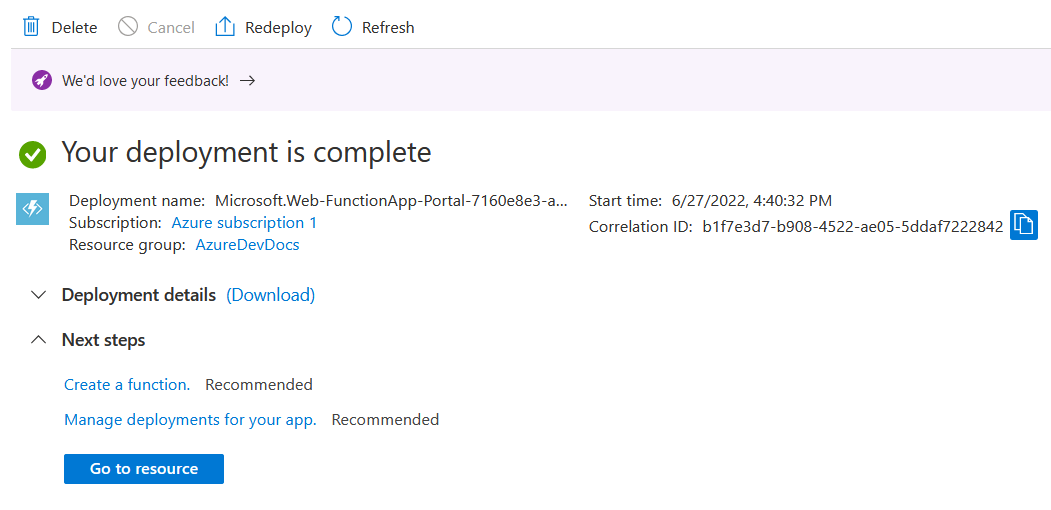 Delete Cancel Redeploy Refresh
We'd love your feedback! →
Your deployment is complete
Deployment name: Microsoft.Web-FunctionApp-Portal-7160e8e3-a... Start time: 6/27/2022, 4:40:32 PM
Subscription: Azure subscription 1 Correlation ID: b1f7e3d7-b908-4522-ae05-5ddaf7222842
Resource group: AzureDevDocs
Deployment details (Download)
Next steps
Create a function. Recommended
Manage deployments for your app. Recommended
Go to resource